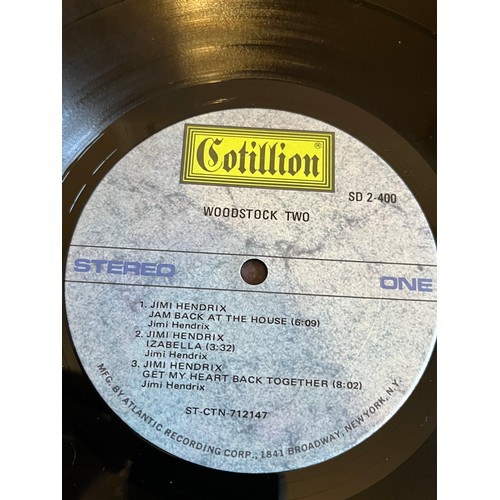 Cotillion®
SD 2-400
WOODSTOCK TWO
STEREO
ONE
1. JIMI HENDRIX
JAM BACK AT THE HOUSE (6:09)
Jimi Hendrix
2. JIMI HENDRIX
IZABELLA (3:32)
Jimi Hendrix
3. JIMI HENDRIX
GET MY HEART BACK TOGETHER (8:02)
Jimi Hendrix
ST-CTN-712147
MFG. BY ATLANTIC RECORDING CORP., 1841 BROADWAY, NEW YORK, N.Y.